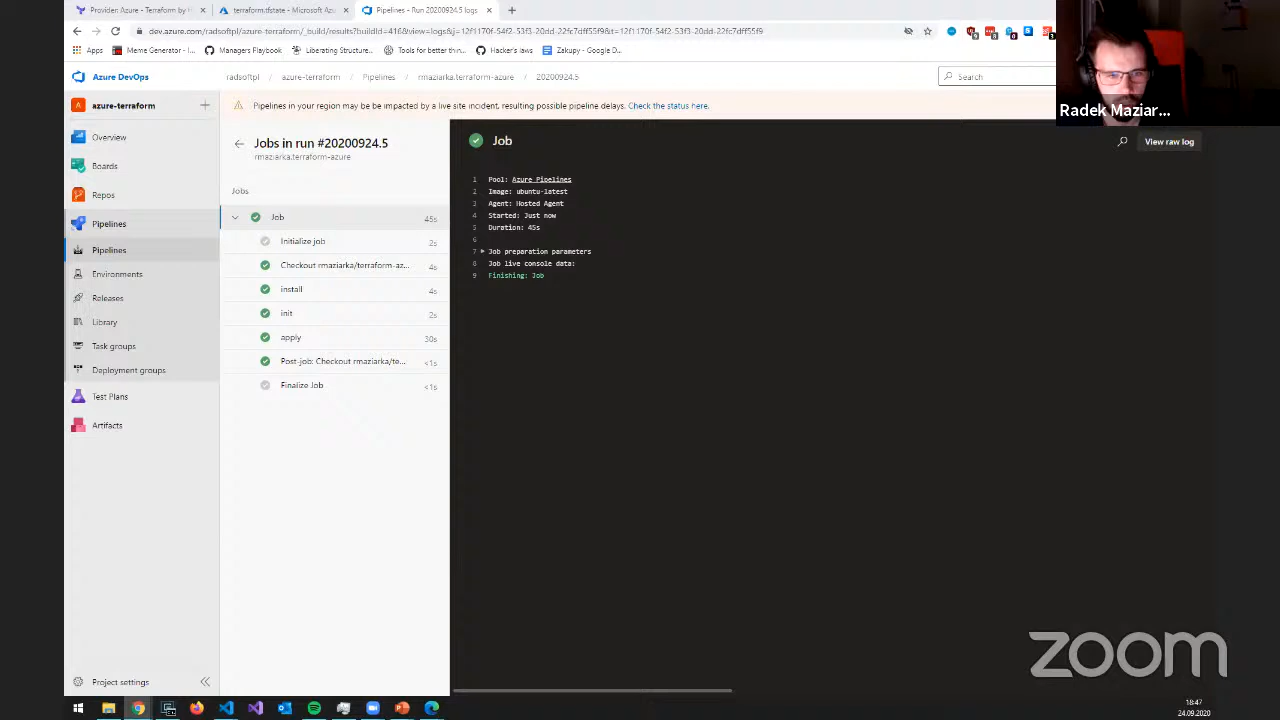 Provider: Azure - Terraform by H
terraform.tfstate - Microsoft Az
Pipelines - Run 20200924.5 logs
Apps
Meme Generator - I...
Managers Playbook
Operating Structure...
Tools for better thin...
Hacker's laws
Zakupy - Google D...
Azure DevOps
radsoftpl / azure-terraform / Pipelines / rmaziarka.terraform-azure / 20200924.5
Search
azure-terraform
Overview
Boards
Repos
Pipelines
Pipelines
Environments
Releases
Library
Task groups
Deployment groups
Test Plans
Artifacts
Project settings
Pipelines in your region may be impacted by a live site incident, resulting possible pipeline delays. Check the status here.
Jobs in run #20200924.5
rmaziarka.terraform-azure
Jobs
Job 45s
Initialize job 2s
Checkout rmaziarka/terraform-az... 4s
install 4s
init 2s
apply 30s
Post-job: Checkout rmaziarka/te... <1s
Finalize Job <1s
Job
View raw log
1 Pool: Azure Pipelines
2 Image: ubuntu-latest
3 Agent: Hosted Agent
4 Started: Just now
5 Duration: 45s
6
7 Job preparation parameters
8 Job live console data:
9 Finishing: Job
Radek Maziar...
zoom
18:47
24.09.2020